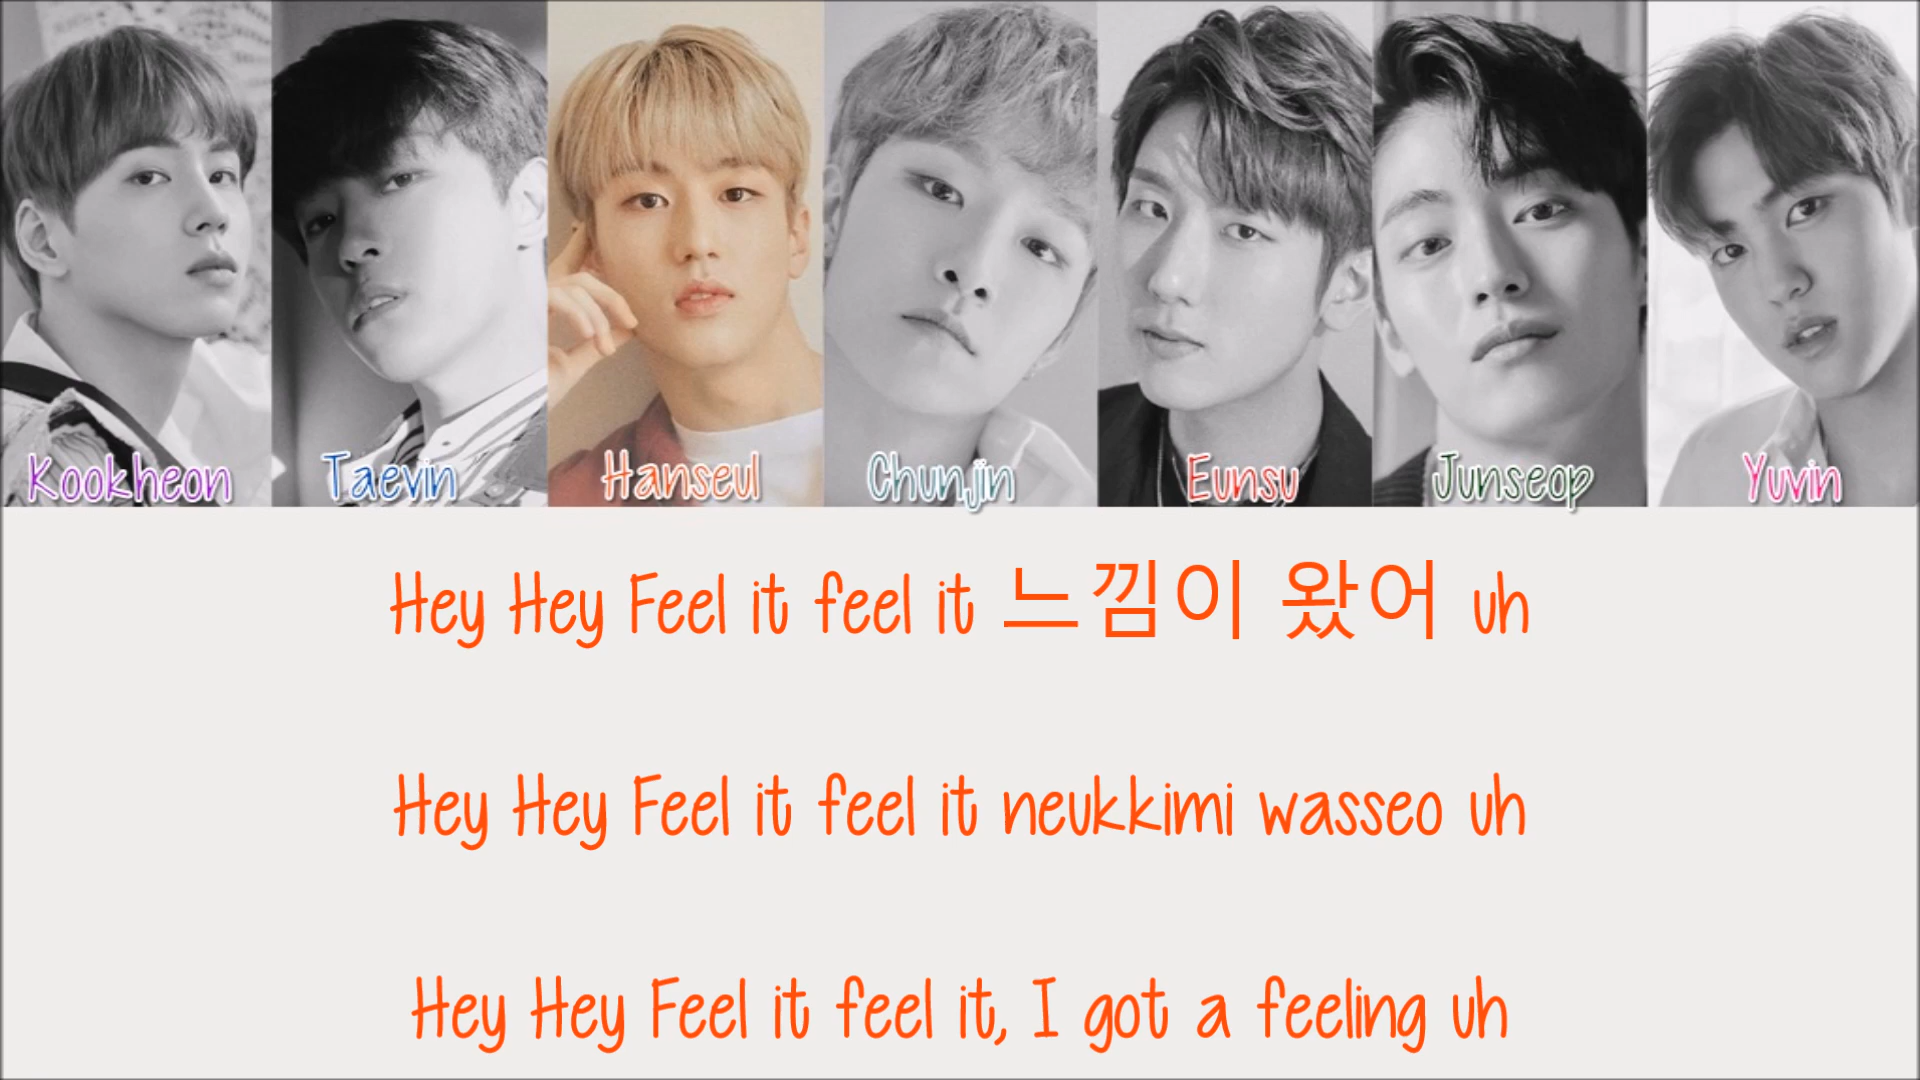 Kookheon Taevin Hanseul Chunjin Eunsu Junseop Yuvin
Hey Hey Feel it feel it 느낌이 왔어 uh
Hey Hey Feel it feel it neukkimi wasseo uh
Hey Hey Feel it feel it, I got a feeling uh